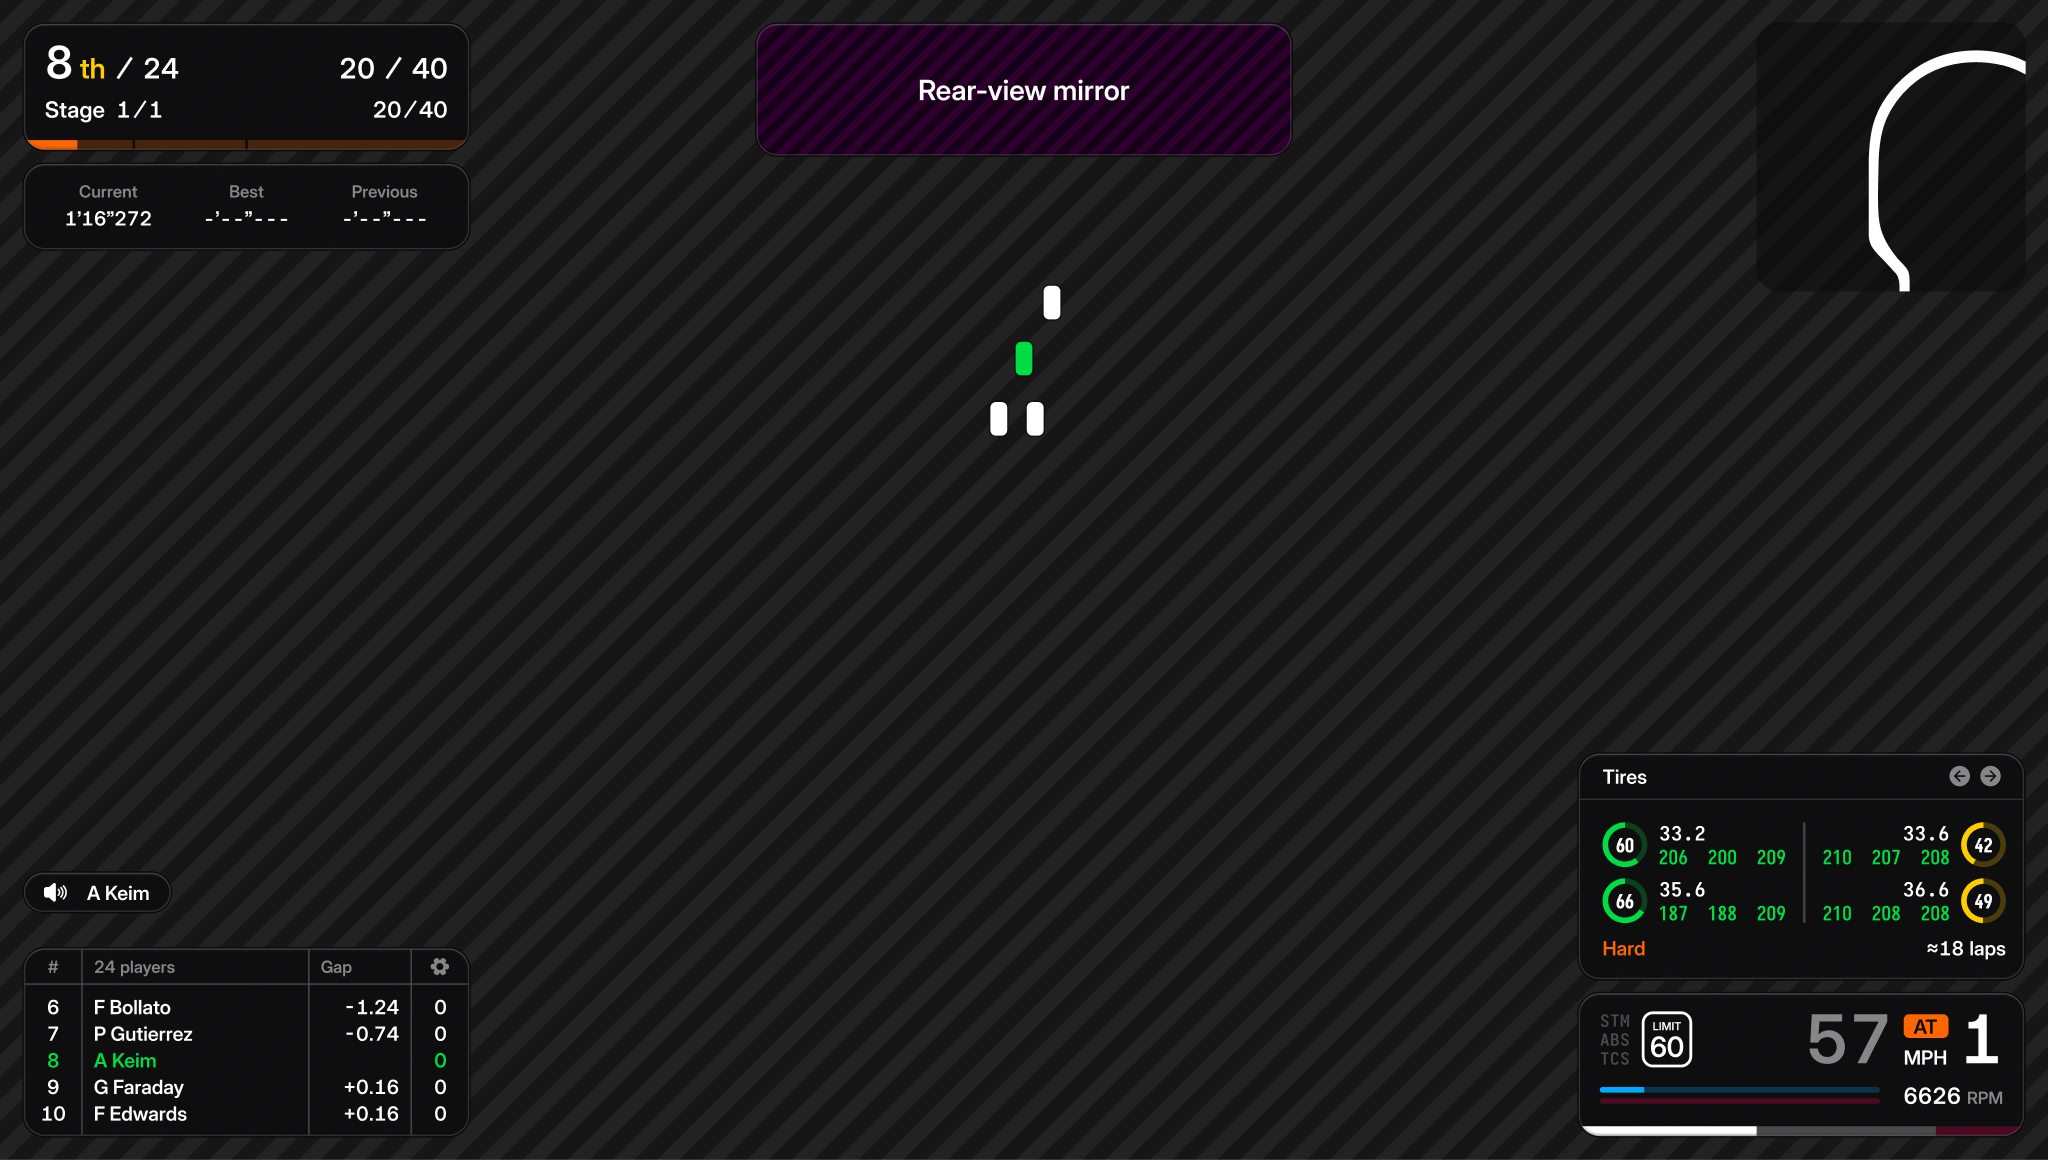 8th / 24 20 / 40
Stage 1/1 20/40
Current Best Previous
1’16”272 -’--”--- -’--”---
Rear-view mirror
A Keim
# 24 players Gap
6 F Bollato -1.24 0
7 P Gutierrez -0.74 0
8 A Keim 0
9 G Faraday +0.16 0
10 F Edwards +0.16 0
Tires
60 33.2 33.6 42
206 200 209 210 207 208
66 35.6 36.6 49
187 188 209 210 208 208
Hard ≈18 laps
STM
ABS
TCS
LIMIT
60
57 AT 1
MPH
6626 RPM